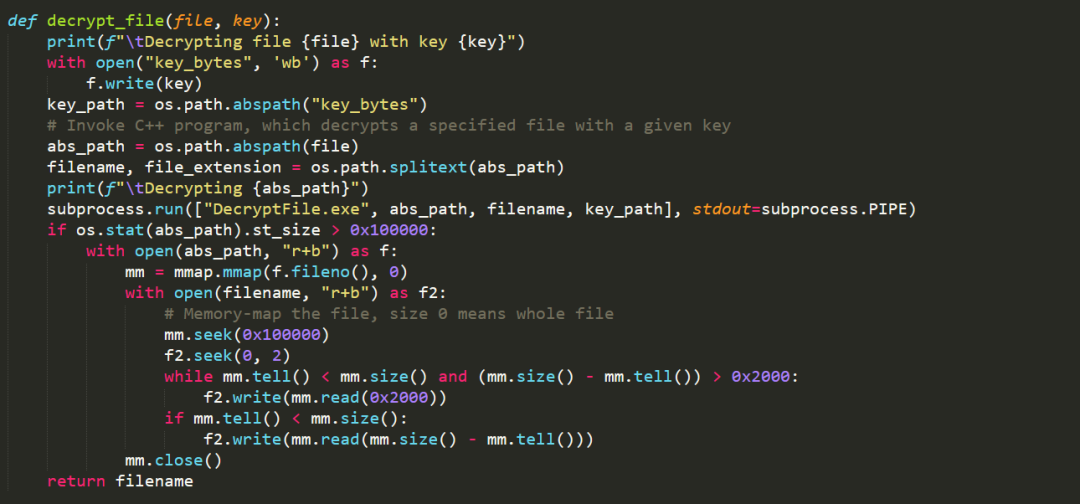 def decrypt_file(file, key):
    print(f"\tDecrypting file {file} with key {key}")
    with open("key_bytes", 'wb') as f:
        f.write(key)
    key_path = os.path.abspath("key_bytes")
    # Invoke C++ program, which decrypts a specified file with a given key
    abs_path = os.path.abspath(file)
    filename, file_extension = os.path.splitext(abs_path)
    print(f"\tDecrypting {abs_path}")
    subprocess.run(["DecryptFile.exe", abs_path, filename, key_path], stdout=subprocess.PIPE)
    if os.stat(abs_path).st_size > 0x100000:
        with open(abs_path, "r+b") as f:
            mm = mmap.mmap(f.fileno(), 0)
            with open(filename, "r+b") as f2:
                # Memory-map the file, size 0 means whole file
                mm.seek(0x100000)
                f2.seek(0, 2)
                while mm.tell() < mm.size() and (mm.size() - mm.tell()) > 0x2000:
                    f2.write(mm.read(0x2000))
                if mm.tell() < mm.size():
                    f2.write(mm.read(mm.size() - mm.tell()))
            mm.close()
    return filename